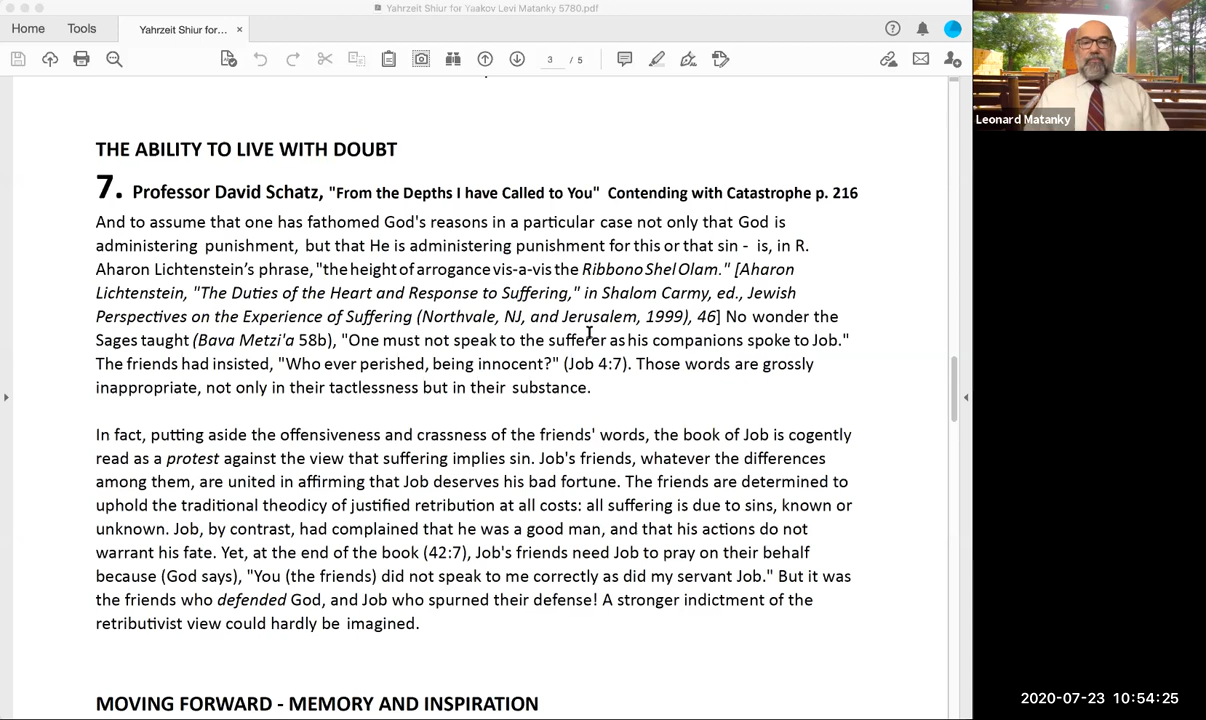 Yahrzeit Shiur for Yaakov Levi Matanky 5780.pdf
Home Tools Yahrzeit Shiur for... ×
3 / 5
Leonard Matanky
THE ABILITY TO LIVE WITH DOUBT
7. Professor David Schatz, "From the Depths I have Called to You" Contending with Catastrophe p. 216
And to assume that one has fathomed God's reasons in a particular case not only that God is
administering punishment, but that He is administering punishment for this or that sin - is, in R.
Aharon Lichtenstein's phrase, "the height of arrogance vis-a-vis the Ribbono Shel Olam." [Aharon
Lichtenstein, "The Duties of the Heart and Response to Suffering," in Shalom Carmy, ed., Jewish
Perspectives on the Experience of Suffering (Northvale, NJ, and Jerusalem, 1999), 46] No wonder the
Sages taught (Bava Metzi'a 58b), "One must not speak to the sufferer as his companions spoke to Job."
The friends had insisted, "Who ever perished, being innocent?" (Job 4:7). Those words are grossly
inappropriate, not only in their tactlessness but in their substance.
In fact, putting aside the offensiveness and crassness of the friends' words, the book of Job is cogently
read as a protest against the view that suffering implies sin. Job's friends, whatever the differences
among them, are united in affirming that Job deserves his bad fortune. The friends are determined to
uphold the traditional theodicy of justified retribution at all costs: all suffering is due to sins, known or
unknown. Job, by contrast, had complained that he was a good man, and that his actions do not
warrant his fate. Yet, at the end of the book (42:7), Job's friends need Job to pray on their behalf
because (God says), "You (the friends) did not speak to me correctly as did my servant Job." But it was
the friends who defended God, and Job who spurned their defense! A stronger indictment of the
retributivist view could hardly be imagined.
MOVING FORWARD - MEMORY AND INSPIRATION
2020-07-23 10:54:25